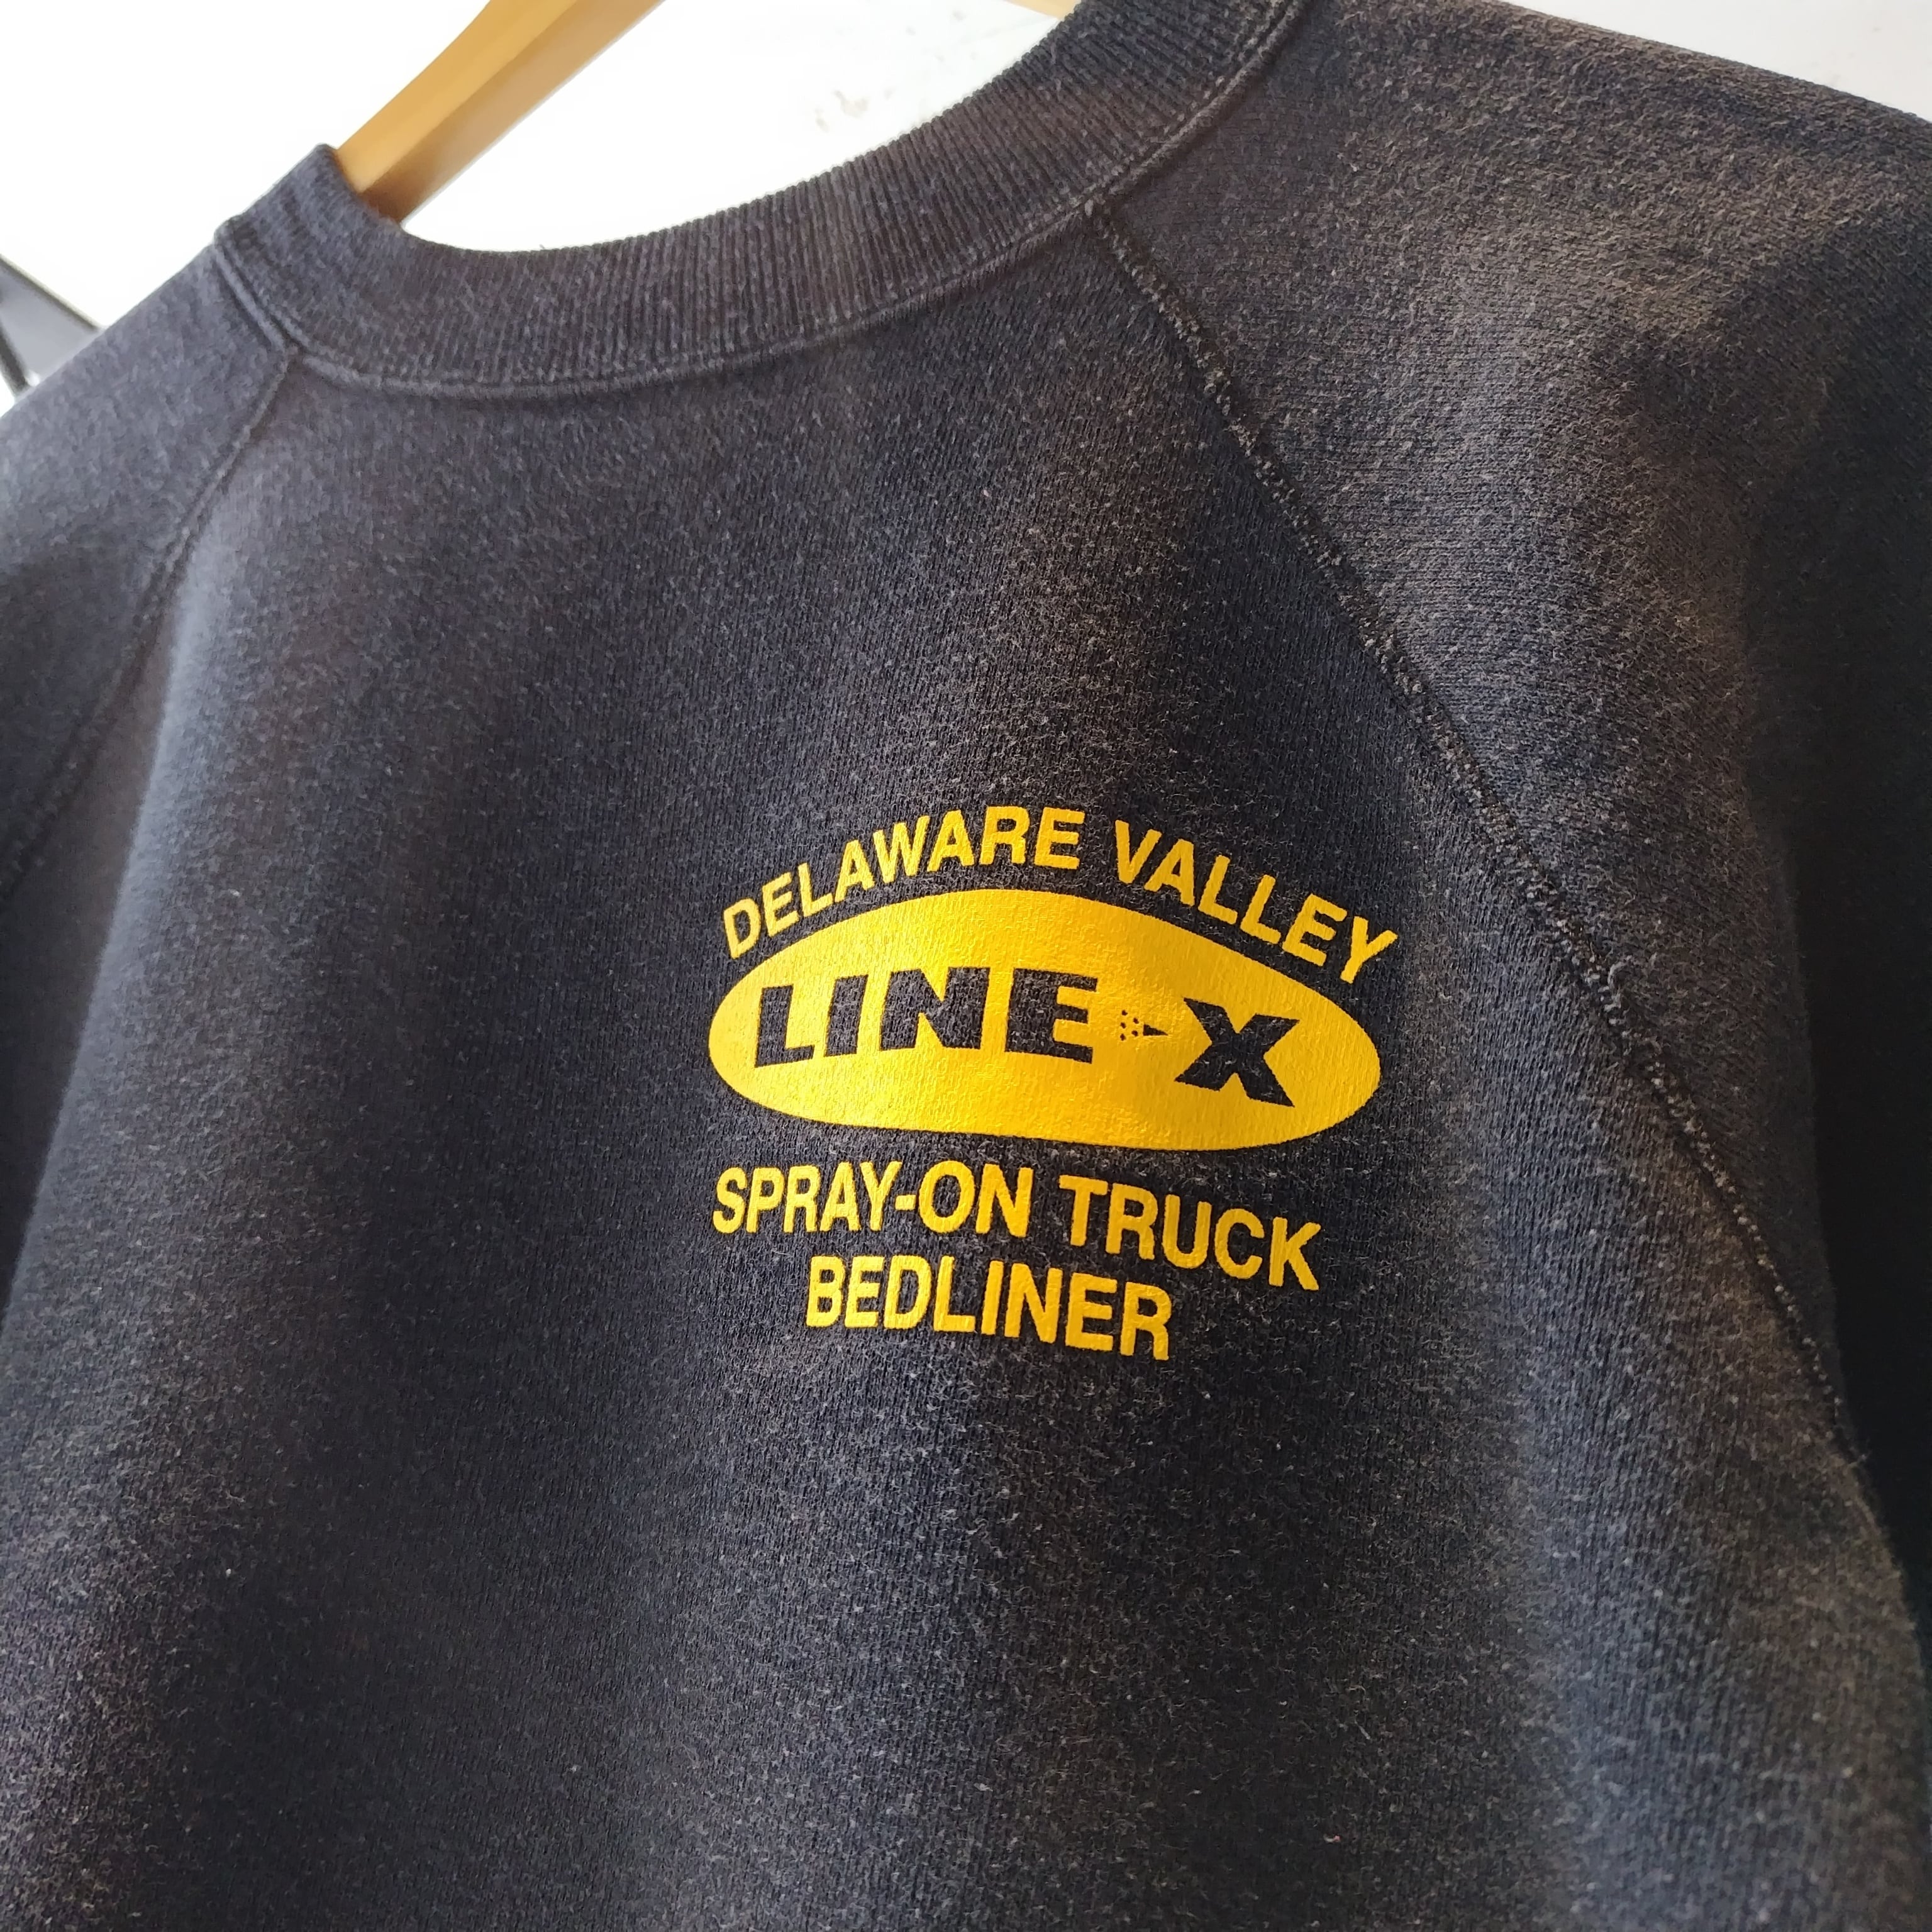 DELAWARE VALLEY
LINE-X
SPRAY-ON TRUCK
BEDLINER